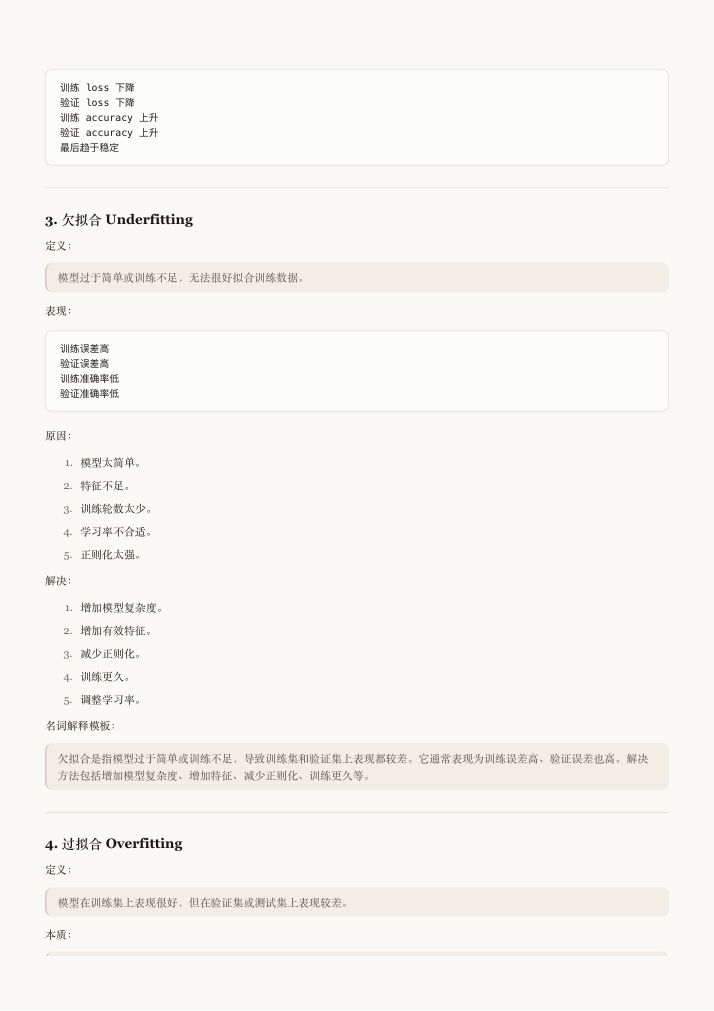 训练 loss 下降
验证 loss 下降
训练 accuracy 上升
验证 accuracy 上升
最后趋于稳定
3. 欠拟合 Underfitting
定义：
模型过于简单或训练不足，无法很好拟合训练数据。
表现：
训练误差高
验证误差高
训练准确率低
验证准确率低
原因：
1. 模型太简单。
2. 特征不足。
3. 训练轮数太少。
4. 学习率不合适。
5. 正则化太强。
解决：
1. 增加模型复杂度。
2. 增加有效特征。
3. 减少正则化。
4. 训练更久。
5. 调整学习率。
名词解释模板：
欠拟合是指模型过于简单或训练不足，导致训练集和验证集上表现都较差。它通常表现为训练误差高、验证误差也高。解决
方法包括增加模型复杂度、增加特征、减少正则化、训练更久等。
4. 过拟合 Overfitting
定义：
模型在训练集上表现很好，但在验证集或测试集上表现较差。
本质：